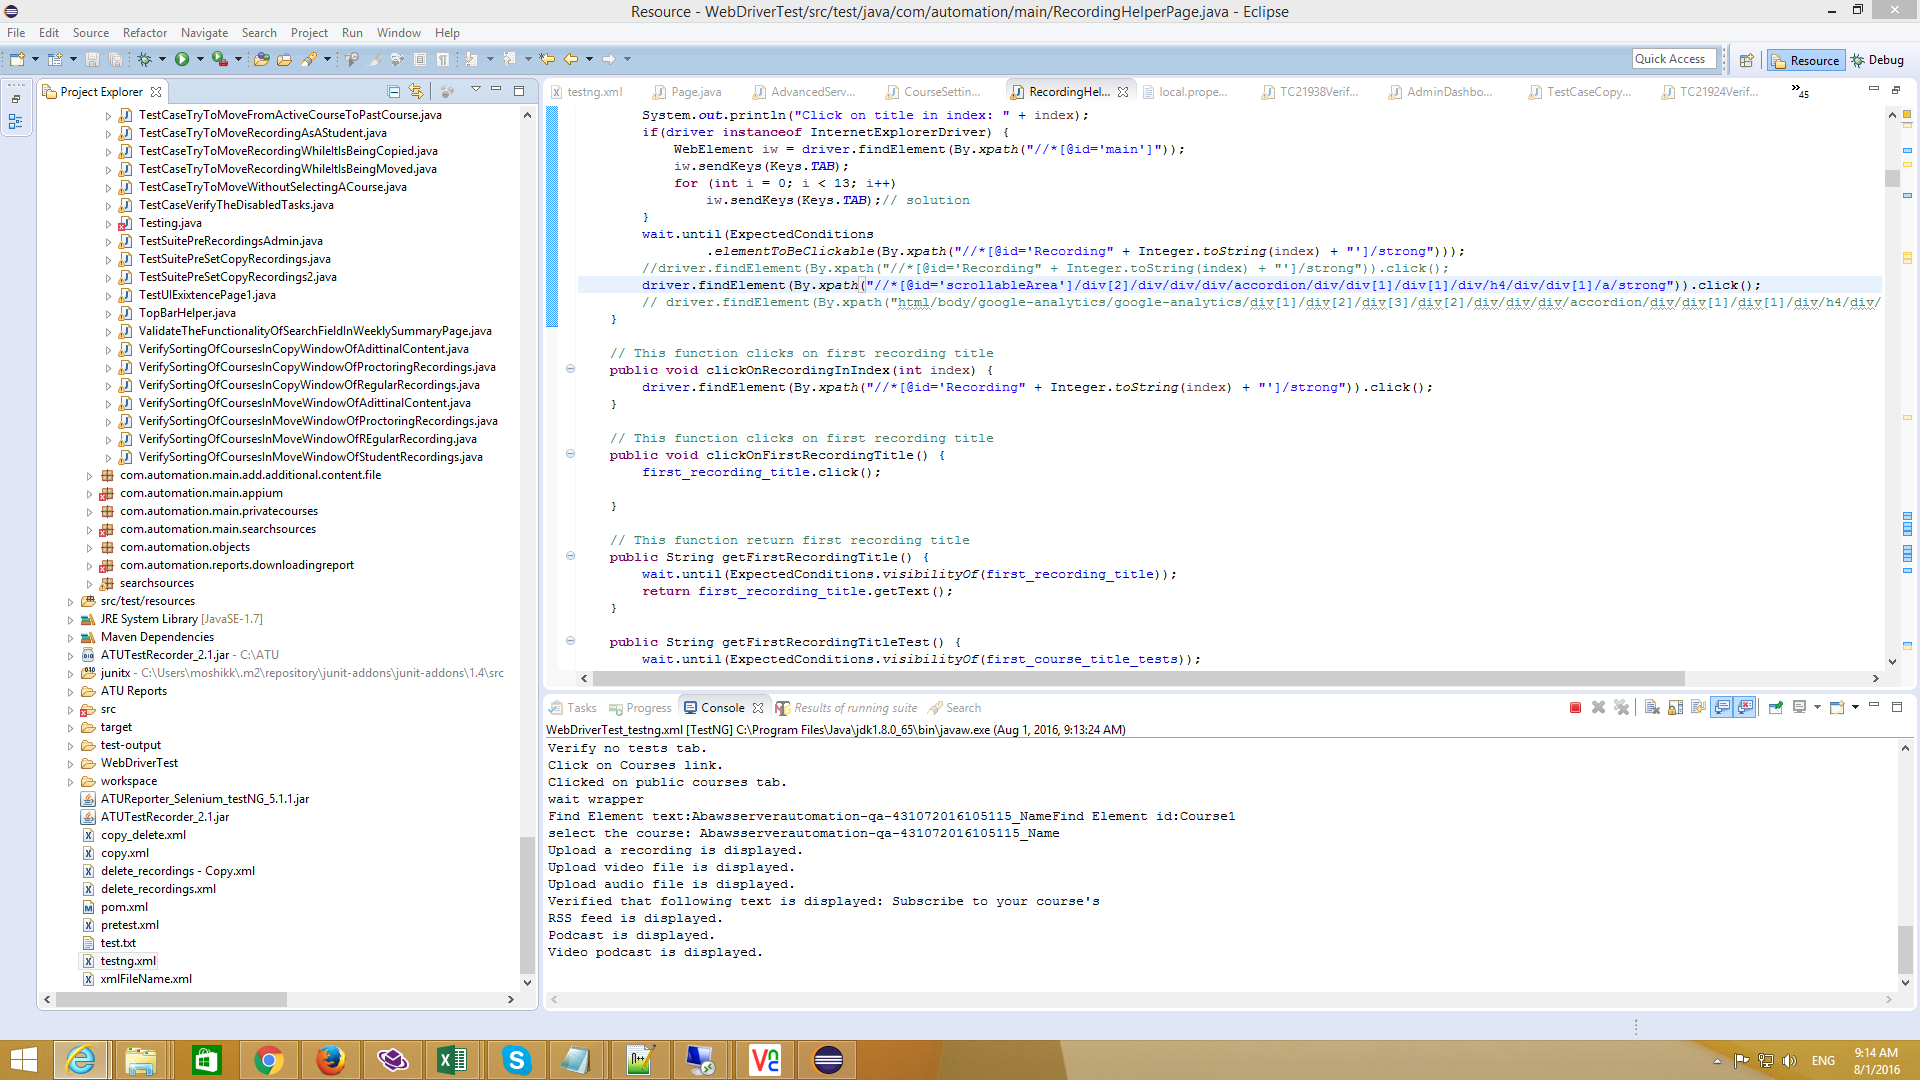 Resource - WebDriverTest/src/test/java/com/automation/main/RecordingHelperPage.java - Eclipse
File Edit Source Refactor Navigate Search Project Run Window Help
Quick Access
Resource
Debug
Project Explorer
testng.xml
Page.java
AdvancedServ...
CourseSettin...
RecordingHel...
local.prope...
TC21938Verif...
AdminDashbo...
TestCaseCopy...
TC21924Verif...
45
TestCaseTryToMoveFromActiveCourseToPastCourse.java
TestCaseTryToMoveRecordingAsAStudent.java
TestCaseTryToMoveRecordingWhileItIsBeingCopied.java
TestCaseTryToMoveRecordingWhileItIsBeingMoved.java
TestCaseTryToMoveWithoutSelectingACourse.java
TestCaseVerifyTheDisabledTasks.java
Testing.java
TestSuitePreRecordingsAdmin.java
TestSuitePreSetCopyRecordings.java
TestSuitePreSetCopyRecordings2.java
TestUIExixtencePage1.java
TopBarHelper.java
ValidateTheFunctionalityOfSearchFieldInWeeklySummaryPage.java
VerifySortingOfCoursesInCopyWindowOfAdittinalContent.java
VerifySortingOfCoursesInCopyWindowOfProctoringRecordings.java
VerifySortingOfCoursesInCopyWindowOfRegularRecordings.java
VerifySortingOfCoursesInMoveWindowOfAdittinalContent.java
VerifySortingOfCoursesInMoveWindowOfProctoringRecordings.java
VerifySortingOfCoursesInMoveWindowOfREgularRecording.java
VerifySortingOfCoursesInMoveWindowOfStudentRecordings.java
com.automation.main.add.additional.content.file
com.automation.main.appium
com.automation.main.privatecourses
com.automation.main.searchsources
com.automation.objects
com.automation.reports.downloadingreport
searchsources
src/test/resources
JRE System Library [JavaSE-1.7]
Maven Dependencies
ATUTestRecorder_2.1.jar - C:\ATU
junitx - C:\Users\moshikk\.m2\repository\junit-addons\junit-addons\1.4\src
ATU Reports
src
target
test-output
WebDriverTest
workspace
ATUReporter_Selenium_testNG_5.1.1.jar
ATUTestRecorder_2.1.jar
copy_delete.xml
copy.xml
delete_recordings - Copy.xml
delete_recordings.xml
pom.xml
pretest.xml
test.txt
testng.xml
xmlFileName.xml
System.out.println("Click on title in index: " + index);
if(driver instanceof InternetExplorerDriver) {
WebElement iw = driver.findElement(By.xpath("//*[@id='main']"));
iw.sendKeys(Keys.TAB);
for (int i = 0; i < 13; i++)
iw.sendKeys(Keys.TAB);// solution
}
wait.until(ExpectedConditions
.elementToBeClickable(By.xpath("//*[@id='Recording" + Integer.toString(index) + "']/strong")));
//driver.findElement(By.xpath("//*[@id='Recording" + Integer.toString(index) + "']/strong")).click();
driver.findElement(By.xpath("//*[@id='scrollableArea']/div[2]/div/div/div/accordion/div/div[1]/div[1]/div/h4/div/div[1]/a/strong")).click();
// driver.findElement(By.xpath("html/body/google-analytics/google-analytics/div[1]/div[2]/div[3]/div[2]/div/div/div/accordion/div/div[1]/div[1]/div/h4/div/
}
// This function clicks on first recording title
public void clickOnRecordingInIndex(int index) {
driver.findElement(By.xpath("//*[@id='Recording" + Integer.toString(index) + "']/strong")).click();
}
// This function clicks on first recording title
public void clickOnFirstRecordingTitle() {
first_recording_title.click();
}
// This function return first recording title
public String getFirstRecordingTitle() {
wait.until(ExpectedConditions.visibilityOf(first_recording_title));
return first_recording_title.getText();
}
public String getFirstRecordingTitleTest() {
wait.until(ExpectedConditions.visibilityOf(first_course_title_tests));
Tasks
Progress
Console
Results of running suite
Search
WebDriverTest_testng.xml [TestNG] C:\Program Files\Java\jdk1.8.0_65\bin\javaw.exe (Aug 1, 2016, 9:13:24 AM)
Verify no tests tab.
Click on Courses link.
Clicked on public courses tab.
wait wrapper
Find Element text:Abawsserverautomation-qa-431072016105115_NameFind Element id:Course1
select the course: Abawsserverautomation-qa-431072016105115_Name
Upload a recording is displayed.
Upload video file is displayed.
Upload audio file is displayed.
Verified that following text is displayed: Subscribe to your course's
RSS feed is displayed.
Podcast is displayed.
Video podcast is displayed.
ENG
9:14 AM
8/1/2016